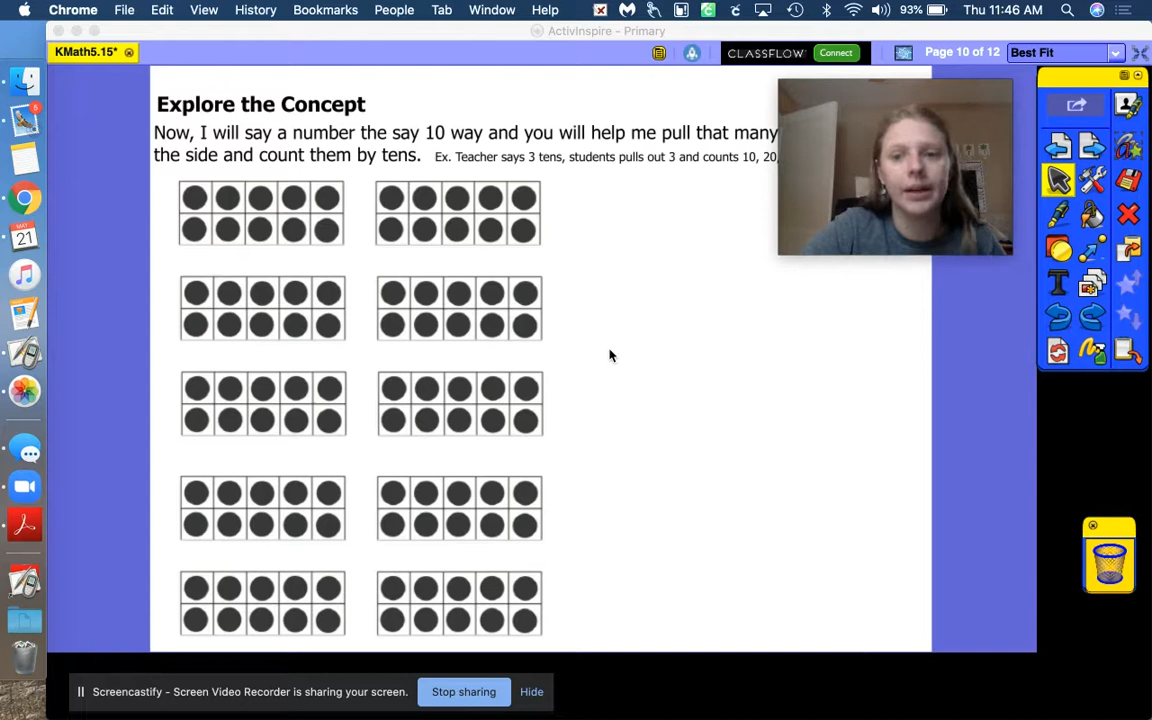 Chrome File Edit View History Bookmarks People Tab Window Help 93% Thu 11:46 AM
ActivInspire - Primary
KMath5.15* CLASSFLOW Connect Page 10 of 12 Best Fit
Explore the Concept
Now, I will say a number the say 10 way and you will help me pull that many
the side and count them by tens. Ex. Teacher says 3 tens, students pulls out 3 and counts 10, 20,
5
21
T
Screencastify - Screen Video Recorder is sharing your screen. Stop sharing Hide